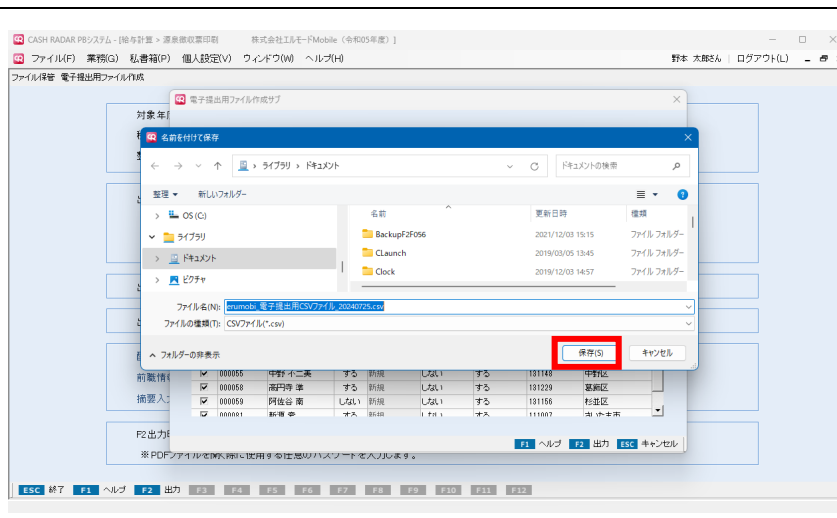 CASH RADAR PBシステム - [給与計算 > 源泉徴収票印刷 株式会社エルモードMobile (令和05年度) ]
ファイル(F) 業務(G) 私書箱(P) 個人設定(V) ウィンドウ(W) ヘルプ(H) 野本 太郎さん | ログアウト(L)
ファイル保管 電子提出用ファイル作成
電子提出用ファイル作成サブ
対象年
名前を付けて保存
ライブラリ › ドキュメント
ドキュメントの検索
整理 新しいフォルダー
OS (C:)
ライブラリ
ドキュメント
ピクチャ
名前 更新日時 種類
BackupF2F056 2021/12/03 15:15 ファイル フォルダー
CLaunch 2019/03/05 13:45 ファイル フォルダー
Clock 2019/12/03 14:57 ファイル フォルダー
ファイル名(N): erumobi_電子提出用CSVファイル_20240725.csv
ファイルの種類(T): CSVファイル(*.csv)
フォルダーの非表示
保存(S) キャンセル
000055 中野 不二美 する 新規 しない する 131148 中野区
前職情
000058 高円寺 準 する 新規 しない する 131229 葛飾区
摘要入
000059 阿佐谷 南 しない 新規 しない する 131156 杉並区
000081 する 新規 しない する 111007 さいたま市
F2出力
F1 ヘルプ F2 出力 ESC キャンセル
※PDFファイルを開く際に使用する任意のパスワードを入力します。
ESC 終了 F1 ヘルプ F2 出力 F3 F4 F5 F6 F7 F8 F9 F10 F11 F12